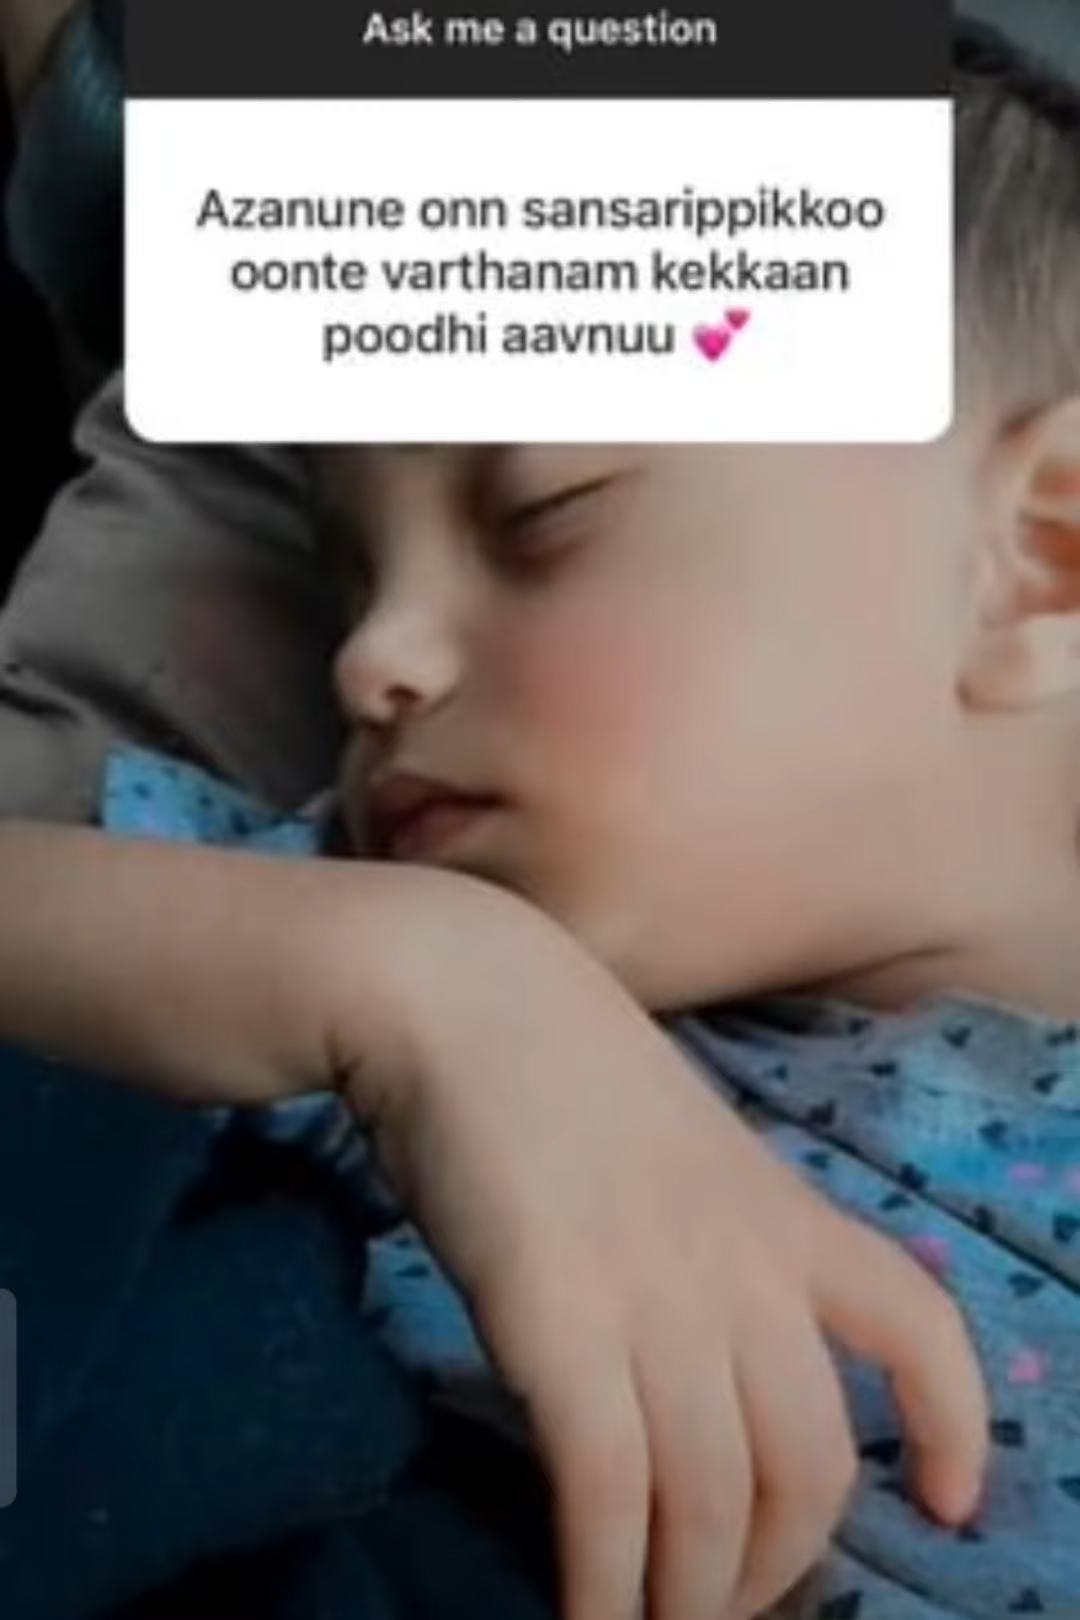 Ask me a question
Azanune onn sansarippikkoo
oonte varthanam kekkaan
poodhi aavnuu 💕